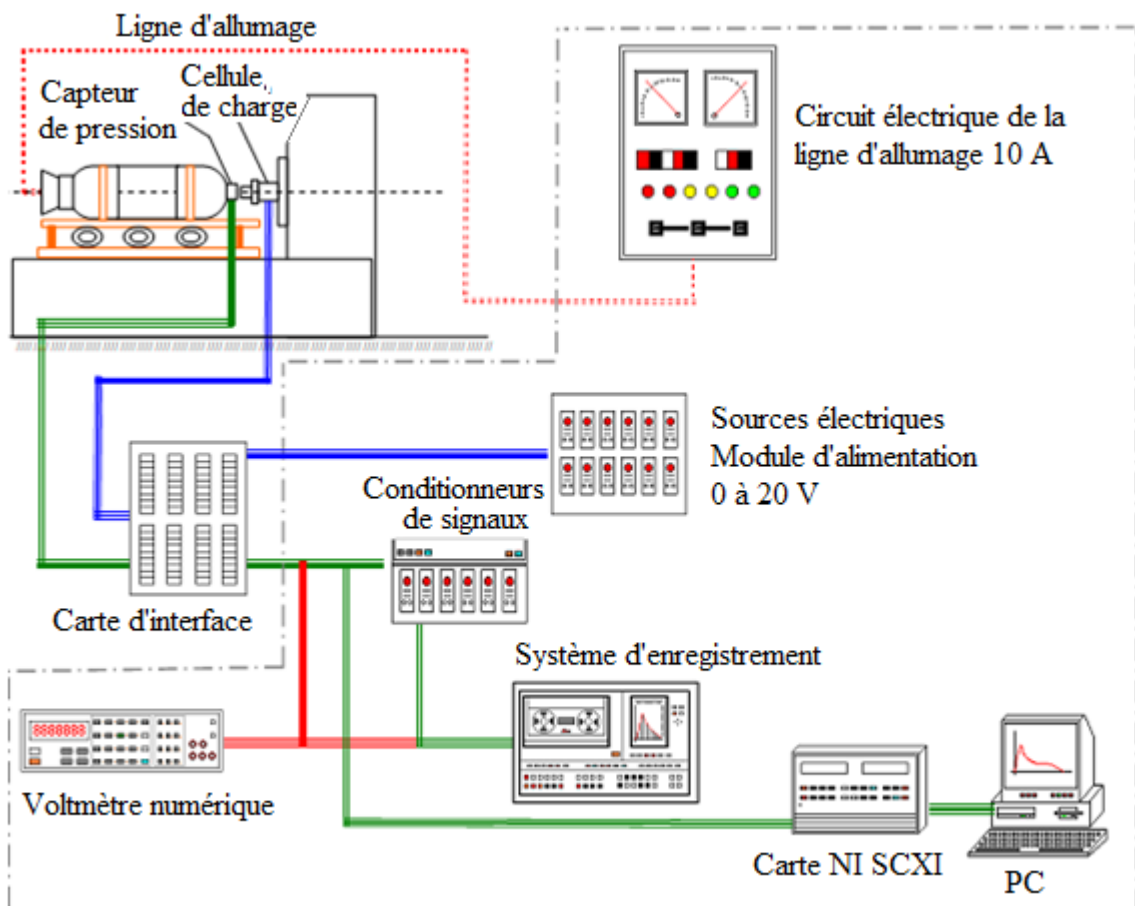 Ligne d'allumage
Cellule,
de charge
Capteur
de pression
Circuit électrique de la
ligne d'allumage 10 A
Sources électriques
Module d'alimentation
0 à 20 V
Conditionneurs
de signaux
Carte d'interface
Système d'enregistrement
8888888
Voltmètre numérique
Carte NI SCXI
PC